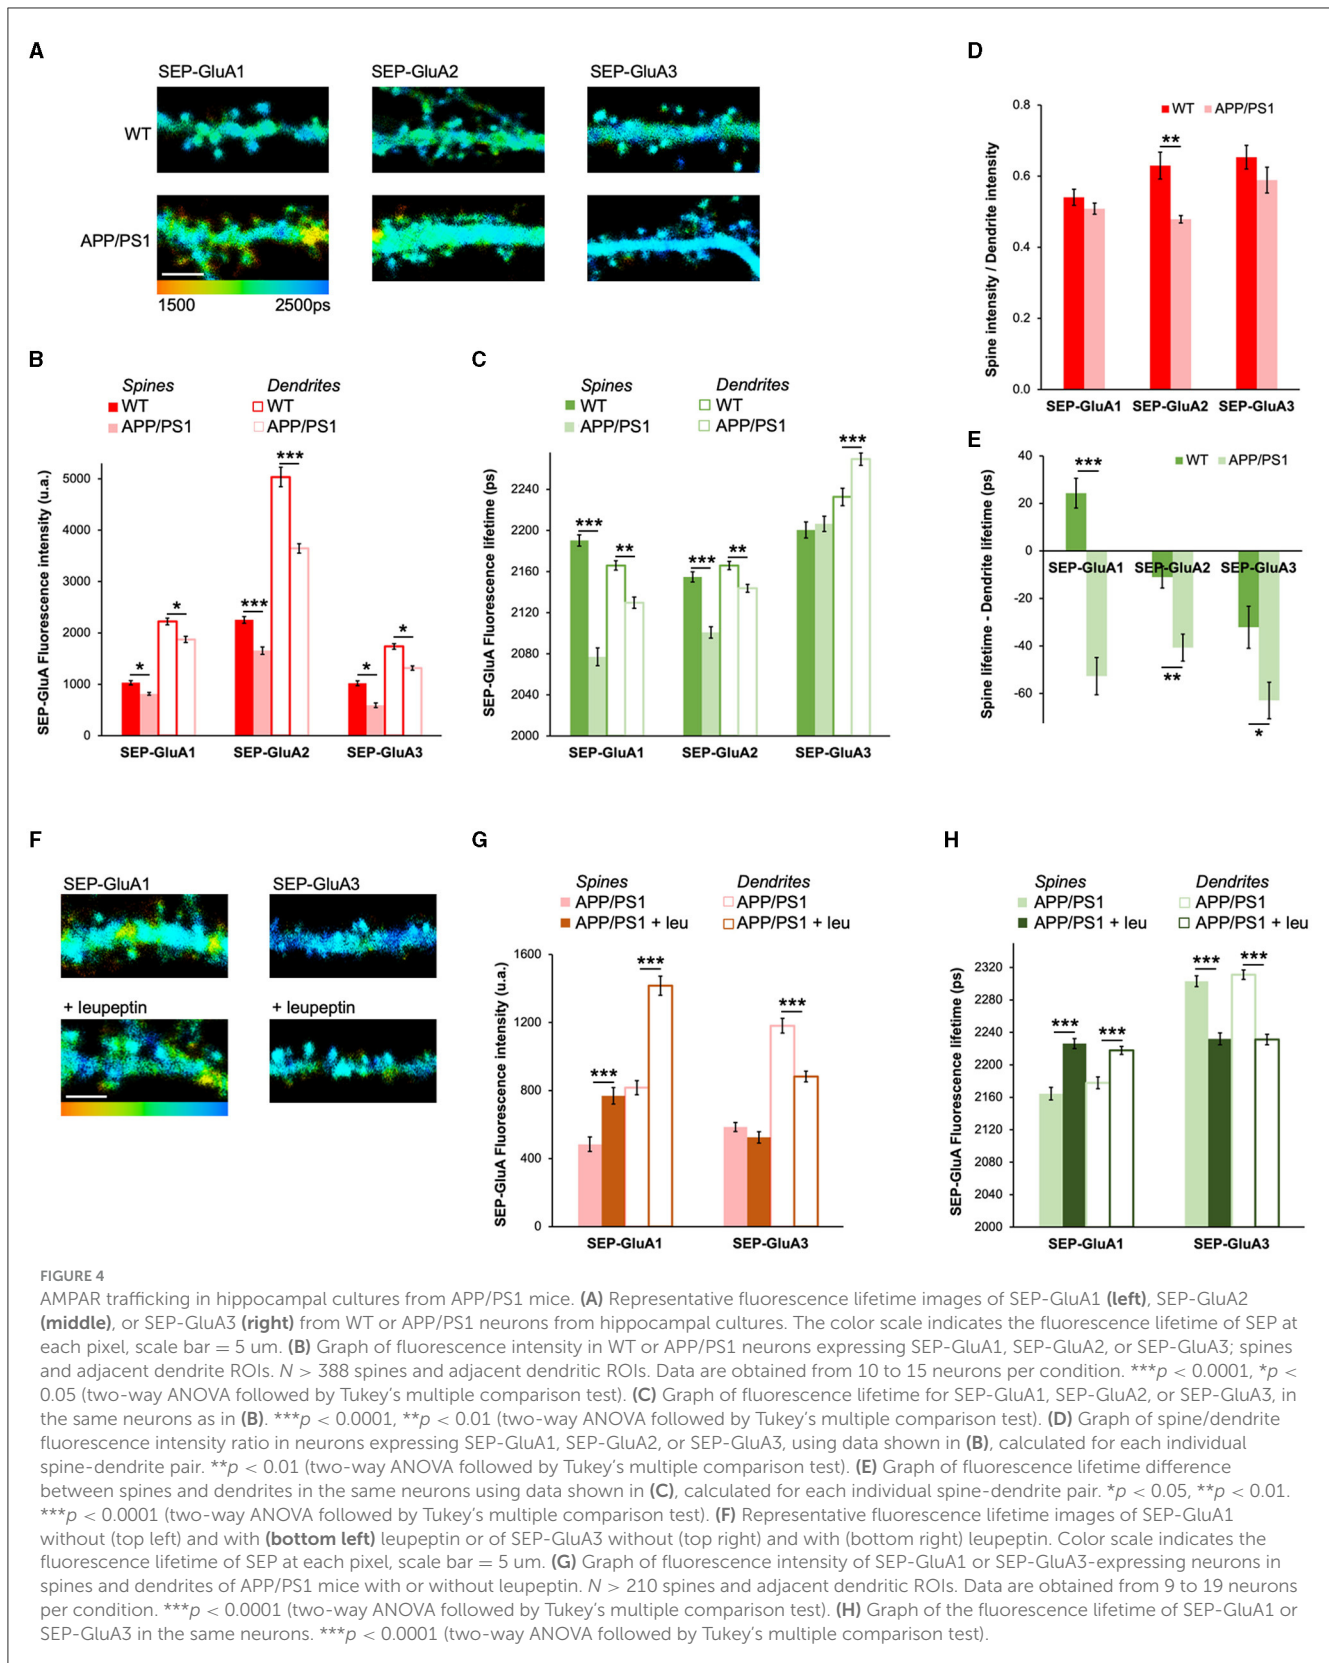 A
SEP-GluA1
SEP-GluA2
SEP-GluA3
WT
APP/PS1
1500
2500ps
D
WT
APP/PS1
Spine intensity / Dendrite intensity
0.8
0.6
0.4
0.2
0.0
**
SEP-GluA1
SEP-GluA2
SEP-GluA3
B
Spines
Dendrites
WT
WT
APP/PS1
APP/PS1
SEP-GluA Fluorescence intensity (u.a.)
5000
4000
3000
2000
1000
0
*
*
***
***
*
*
SEP-GluA1
SEP-GluA2
SEP-GluA3
C
Spines
Dendrites
WT
WT
APP/PS1
APP/PS1
SEP-GluA Fluorescence lifetime (ps)
2240
2200
2160
2120
2080
2040
2000
***
**
***
**
***
SEP-GluA1
SEP-GluA2
SEP-GluA3
E
WT
APP/PS1
Spine lifetime - Dendrite lifetime (ps)
40
20
0
-20
-40
-60
***
**
*
SEP-GluA1
SEP-GluA2
SEP-GluA3
F
SEP-GluA1
SEP-GluA3
+ leupeptin
+ leupeptin
G
Spines
Dendrites
APP/PS1
APP/PS1
APP/PS1 + leu
APP/PS1 + leu
SEP-GluA Fluorescence intensity (u.a.)
1600
1200
800
400
0
***
***
***
SEP-GluA1
SEP-GluA3
H
Spines
Dendrites
APP/PS1
APP/PS1
APP/PS1 + leu
APP/PS1 + leu
SEP-GluA Fluorescence lifetime (ps)
2320
2280
2240
2200
2160
2120
2080
2040
2000
***
***
***
***
SEP-GluA1
SEP-GluA3
FIGURE 4
AMPAR trafficking in hippocampal cultures from APP/PS1 mice. (A) Representative fluorescence lifetime images of SEP-GluA1 (left), SEP-GluA2
(middle), or SEP-GluA3 (right) from WT or APP/PS1 neurons from hippocampal cultures. The color scale indicates the fluorescence lifetime of SEP at
each pixel, scale bar = 5 um. (B) Graph of fluorescence intensity in WT or APP/PS1 neurons expressing SEP-GluA1, SEP-GluA2, or SEP-GluA3; spines
and adjacent dendrite ROIs. N > 388 spines and adjacent dendritic ROIs. Data are obtained from 10 to 15 neurons per condition. ***p < 0.0001, *p <
0.05 (two-way ANOVA followed by Tukey's multiple comparison test). (C) Graph of fluorescence lifetime for SEP-GluA1, SEP-GluA2, or SEP-GluA3, in
the same neurons as in (B). ***p < 0.0001, **p < 0.01 (two-way ANOVA followed by Tukey's multiple comparison test). (D) Graph of spine/dendrite
fluorescence intensity ratio in neurons expressing SEP-GluA1, SEP-GluA2, or SEP-GluA3, using data shown in (B), calculated for each individual
spine-dendrite pair. **p < 0.01 (two-way ANOVA followed by Tukey's multiple comparison test). (E) Graph of fluorescence lifetime difference
between spines and dendrites in the same neurons using data shown in (C), calculated for each individual spine-dendrite pair. *p < 0.05, **p < 0.01.
***p < 0.0001 (two-way ANOVA followed by Tukey's multiple comparison test). (F) Representative fluorescence lifetime images of SEP-GluA1
without (top left) and with (bottom left) leupeptin or of SEP-GluA3 without (top right) and with (bottom right) leupeptin. Color scale indicates the
fluorescence lifetime of SEP at each pixel, scale bar = 5 um. (G) Graph of fluorescence intensity of SEP-GluA1 or SEP-GluA3-expressing neurons in
spines and dendrites of APP/PS1 mice with or without leupeptin. N > 210 spines and adjacent dendritic ROIs. Data are obtained from 9 to 19 neurons
per condition. ***p < 0.0001 (two-way ANOVA followed by Tukey's multiple comparison test). (H) Graph of the fluorescence lifetime of SEP-GluA1 or
SEP-GluA3 in the same neurons. ***p < 0.0001 (two-way ANOVA followed by Tukey's multiple comparison test).